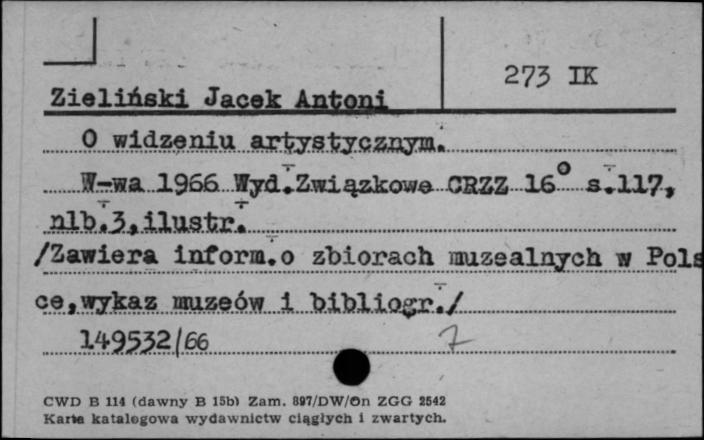 273 IK
Zieliński Jacek Antoni
O widzeniu artystycznym.
W-wa 1966 Wyd.Związkowe CRZZ 16° s.117,
nlb.3,ilustr.
/Zawiera inform.o zbiorach muzealnych w Pols
ce,wykaz muzeów i bibliogr./
149532/66 7
CWD B 114 (dawny B 15b) Zam. 897/DW/On ZGG 2542
Karta katalogowa wydawnictw ciągłych i zwartych.